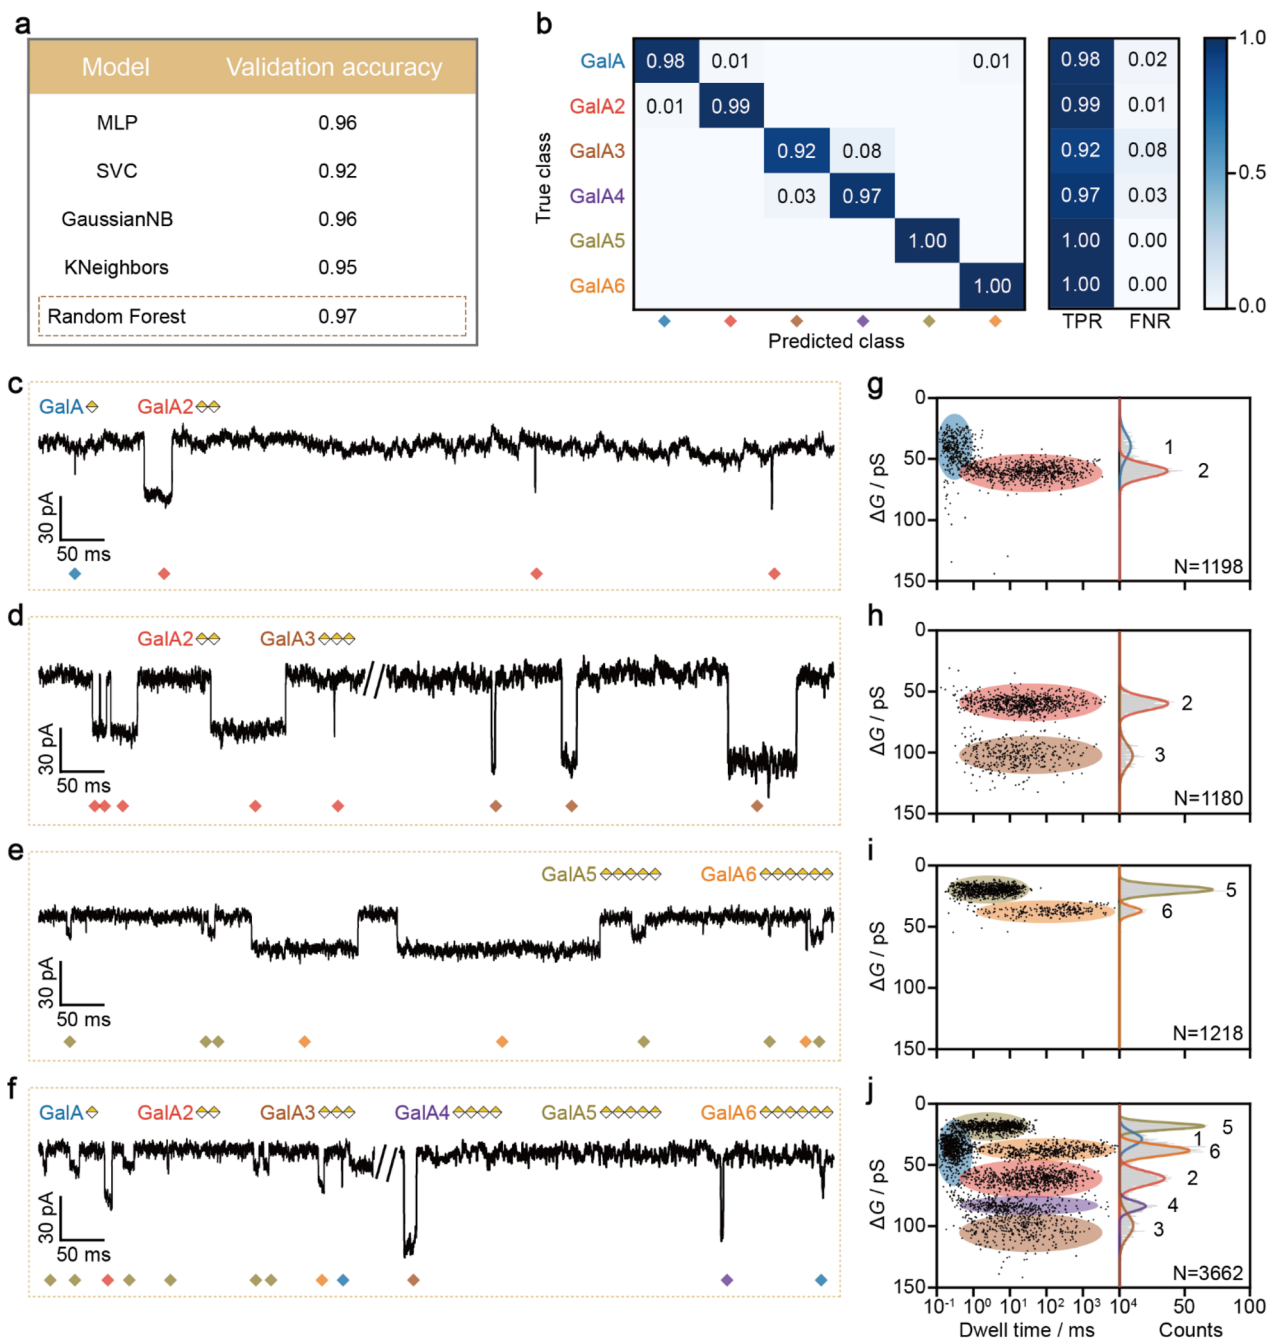 a
Model Validation accuracy
MLP 0.96
SVC 0.92
GaussianNB 0.96
KNeighbors 0.95
Random Forest 0.97
b
True class
GalA 0.98 0.01 0.01 0.98 0.02
GalA2 0.01 0.99 0.99 0.01
GalA3 0.92 0.08 0.92 0.08
GalA4 0.03 0.97 0.97 0.03
GalA5 1.00 1.00 0.00
GalA6 1.00 1.00 0.00
TPR FNR
Predicted class
1.0
0.5
0.0
c
GalA GalA2
30 pA
50 ms
g
0
50
100
150
ΔG / pS
1
2
N=1198
d
GalA2 GalA3
30 pA
50 ms
h
0
50
100
150
ΔG / pS
2
3
N=1180
e
GalA5 GalA6
30 pA
50 ms
i
0
50
100
150
ΔG / pS
5
6
N=1218
f
GalA GalA2 GalA3 GalA4 GalA5 GalA6
30 pA
50 ms
j
0
50
100
150
ΔG / pS
5
1
6
2
4
3
N=3662
10⁻¹ 10⁰ 10¹ 10² 10³ 10⁴ 50 100
Dwell time / ms Counts